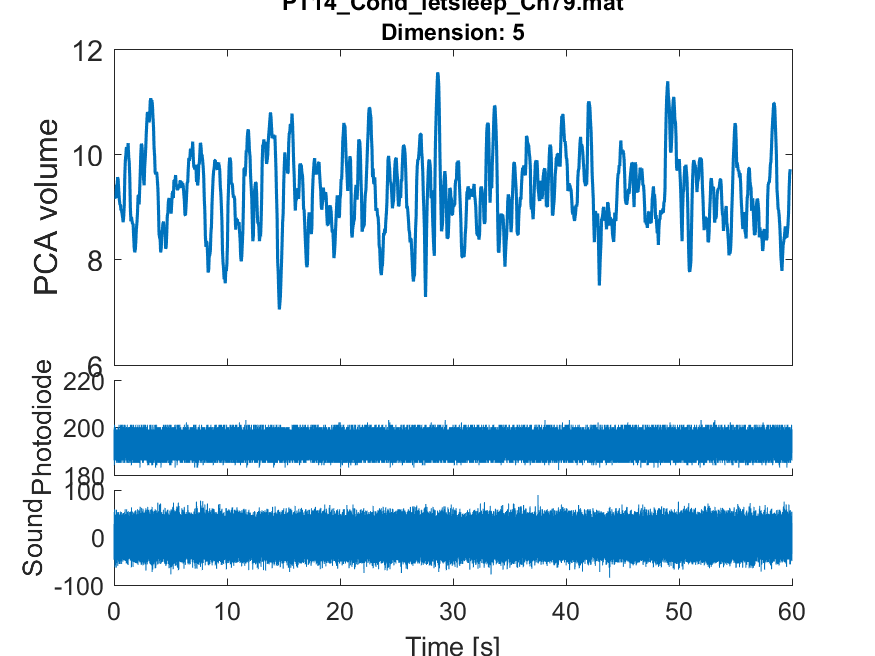 PT14_Cond_letsleep_Ch79.mat
Dimension: 5
12
10
8
6
PCA volume
220
200
180
Photodiode
100
0
-100
Sound
0 10 20 30 40 50 60
Time [s]